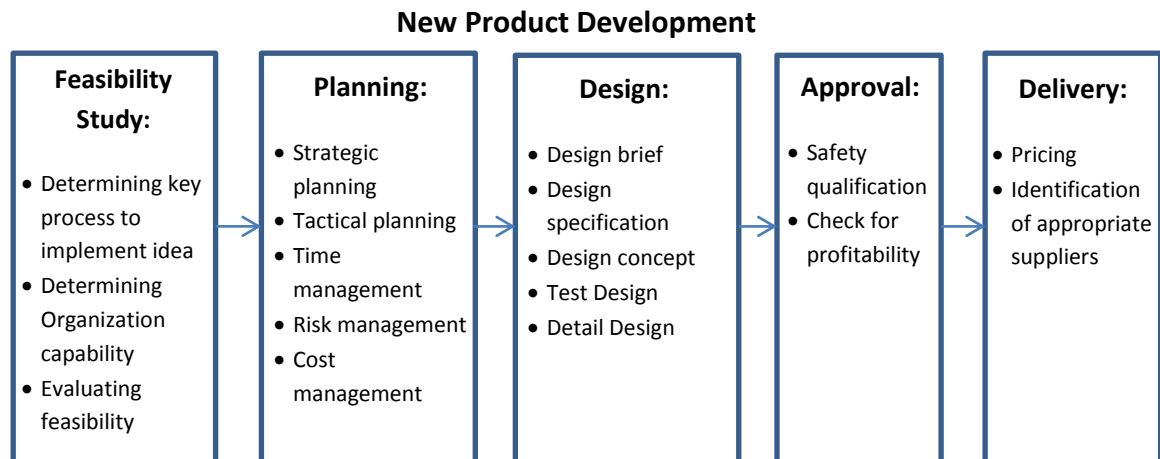 New Product Development
Feasibility
Study:
• Determining key
process to
implement idea
• Determining
Organization
capability
• Evaluating
feasibility
Planning:
• Strategic
planning
• Tactical planning
• Time
management
• Risk management
• Cost
management
Design:
• Design brief
• Design
specification
• Design concept
• Test Design
• Detail Design
Approval:
• Safety
qualification
• Check for
profitability
Delivery:
• Pricing
• Identification
of appropriate
suppliers